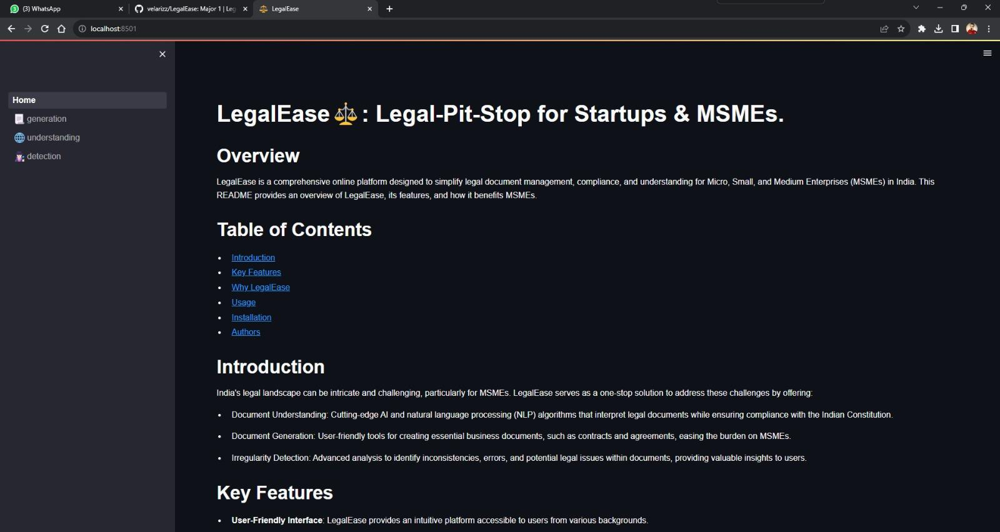 (3) WhatsApp
velarizz/LegalEase: Major 1 | Leg
LegalEase
localhost:8501
Home
generation
understanding
detection
LegalEase⚖️: Legal-Pit-Stop for Startups & MSMEs.
Overview
LegalEase is a comprehensive online platform designed to simplify legal document management, compliance, and understanding for Micro, Small, and Medium Enterprises (MSMEs) in India. This
README provides an overview of LegalEase, its features, and how it benefits MSMEs.
Table of Contents
• Introduction
• Key Features
• Why LegalEase
• Usage
• Installation
• Authors
Introduction
India's legal landscape can be intricate and challenging, particularly for MSMEs. LegalEase serves as a one-stop solution to address these challenges by offering:
• Document Understanding: Cutting-edge AI and natural language processing (NLP) algorithms that interpret legal documents while ensuring compliance with the Indian Constitution.
• Document Generation: User-friendly tools for creating essential business documents, such as contracts and agreements, easing the burden on MSMEs.
• Irregularity Detection: Advanced analysis to identify inconsistencies, errors, and potential legal issues within documents, providing valuable insights to users.
Key Features
• User-Friendly Interface: LegalEase provides an intuitive platform accessible to users from various backgrounds.